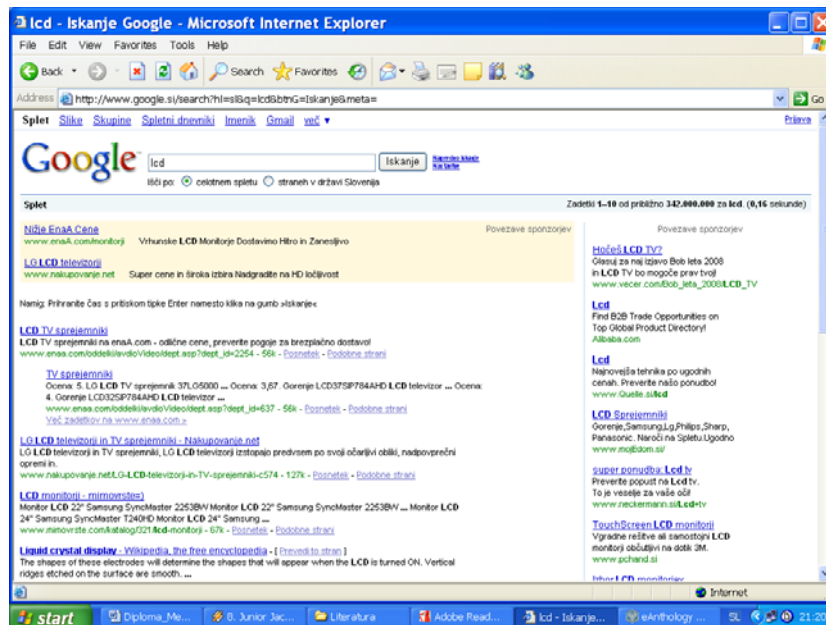 lcd - Iskanje Google - Microsoft Internet Explorer
File Edit View Favorites Tools Help
Back Search Favorites
Address http://www.google.si/search?hl=sl&q=lcd&btnG=Iskanje&meta= Go
Splet Slike Skupine Spletni dnevniki Imenik Gmail več ▼ Prijava
Google lcd Iskanje
Išči po: celotnem spletu straneh v državi Slovenija
Splet Zadetki 1–10 od približno 342.000.000 za lcd. (0,16 sekunde)
Nižje EnaA Cene Povezave sponzorjev
www.enaA.com/monitorji Vrhunske LCD Monitorje Dostavimo Hitro in Zanesljivo
LG LCD televizorji
www.nakupovanje.net Super cene in široka izbira Nadgradite na HD ločljivost
Namig: Prihranite čas s pritiskom tipke Enter namesto klika na gumb »Iskanje«
LCD TV sprejemniki
LCD TV sprejemniki na enaA.com - odlične cene, preverite pogoje za brezplačno dostavo!
www.enaa.com/oddelki/avdioVideo/dept.asp?dept_id=2254 - 56k - Posnetek - Podobne strani
TV sprejemniki
Ocena: 5. LG LCD TV sprejemnik 37LG5000 ... Ocena: 3,67. Gorenje LCD37SIP784AHD LCD televizor ... Ocena:
4. Gorenje LCD32SIP784AHD LCD televizor ...
www.enaa.com/oddelki/avdioVideo/dept.asp?dept_id=637 - 56k - Posnetek - Podobne strani
Več zadetkov na www.enaa.com »
LG LCD televizorji in TV sprejemniki - Nakupovanje.net
LG LCD televizorji in TV sprejemniki, LG LCD televizorji izstopajo predvsem po svoji očarljivi obliki, nadpovprečni
opremi in.
www.nakupovanje.net/LG-LCD-televizorji-in-TV-sprejemniki-c574 - 127k - Posnetek - Podobne strani
LCD monitorji - mimovrste=)
Monitor LCD 22" Samsung SyncMaster 2253BW Monitor LCD 22" Samsung SyncMaster 2253BW ... Monitor LCD
24" Samsung SyncMaster T240HD Monitor LCD 24" Samsung ...
www.mimovrste.com/katalog/321/lcd-monitorji - 67k - Posnetek - Podobne strani
Liquid crystal display - Wikipedia, the free encyclopedia - [ Prevedi to stran ]
The shapes of these electrodes will determine the shapes that will appear when the LCD is turned ON. Vertical
ridges etched on the surface are smooth. ...
Povezave sponzorjev
Hočeš LCD TV?
Glasuj za naj izjavo Bob leta 2008
in LCD TV bo mogoče prav tvoj!
www.vecer.com/Bob_leta_2008/LCD_TV
Lcd
Find B2B Trade Opportunities on
Top Global Product Directory!
Alibaba.com
Lcd
Najnovejša tehnika po ugodnih
cenah. Preverite našo ponudbo!
www.Quelle.si/lcd
LCD Sprejemniki
Gorenje,Samsung,Lg,Philips,Sharp,
Panasonic. Naroči na Spletu.Ugodno
www.mojEdom.si/
super ponudba: Lcd tv
Preverite popust na Lcd tv.
To je veselje za vaše oči!
www.neckermann.si/Lcd+tv
TouchScreen LCD monitorji
Vgradne rešitve ali samostojni LCD
monitorji občutljivi na dotik 3M.
www.pchand.si
Izbor LCD monitorjev
Internet
start Diploma_Me... B. Junior Jac... Literatura Adobe Read... lcd - Iskanje... eAnthology ... SL 21:20